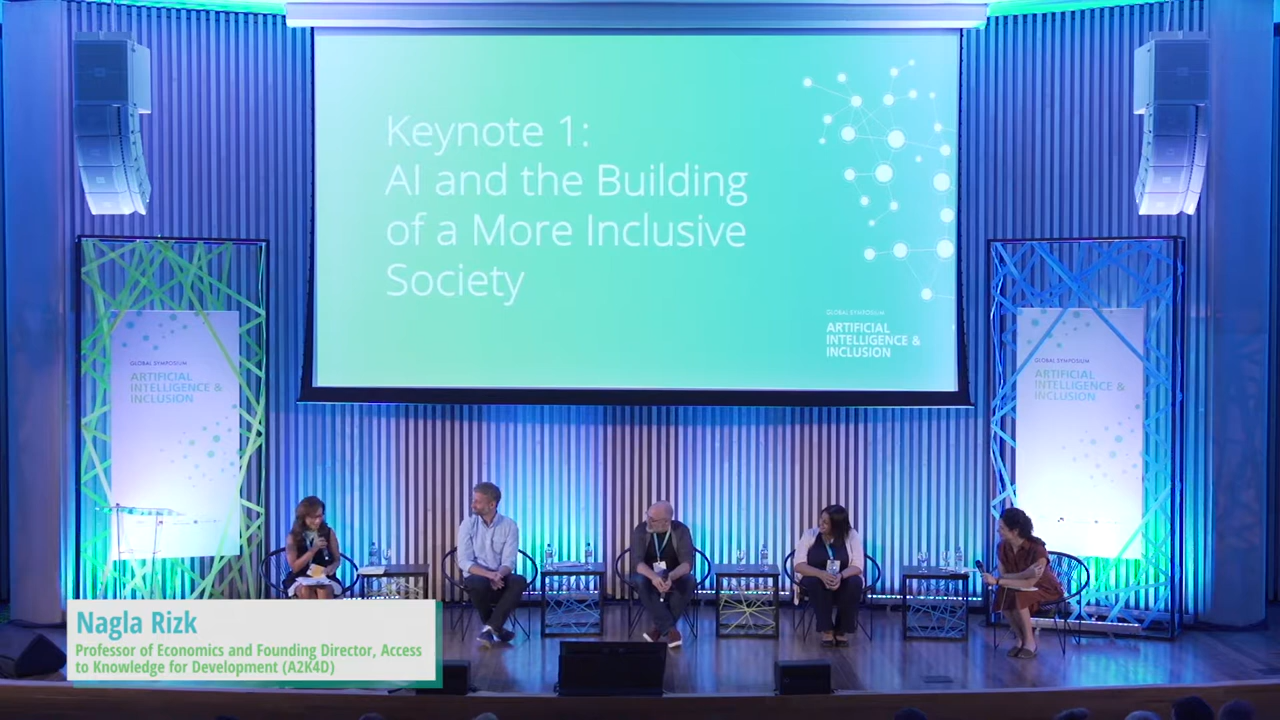 Keynote 1:
AI and the Building
of a More Inclusive
Society
GLOBAL SYMPOSIUM
ARTIFICIAL
INTELLIGENCE &
INCLUSION
GLOBAL SYMPOSIUM
ARTIFICIAL
INTELLIGENCE &
INCLUSION
GLOBAL SYMPOSIUM
ARTIFICIAL
INTELLIGENCE &
INCLUSION
Nagla Rizk
Professor of Economics and Founding Director, Access
to Knowledge for Development (A2K4D)